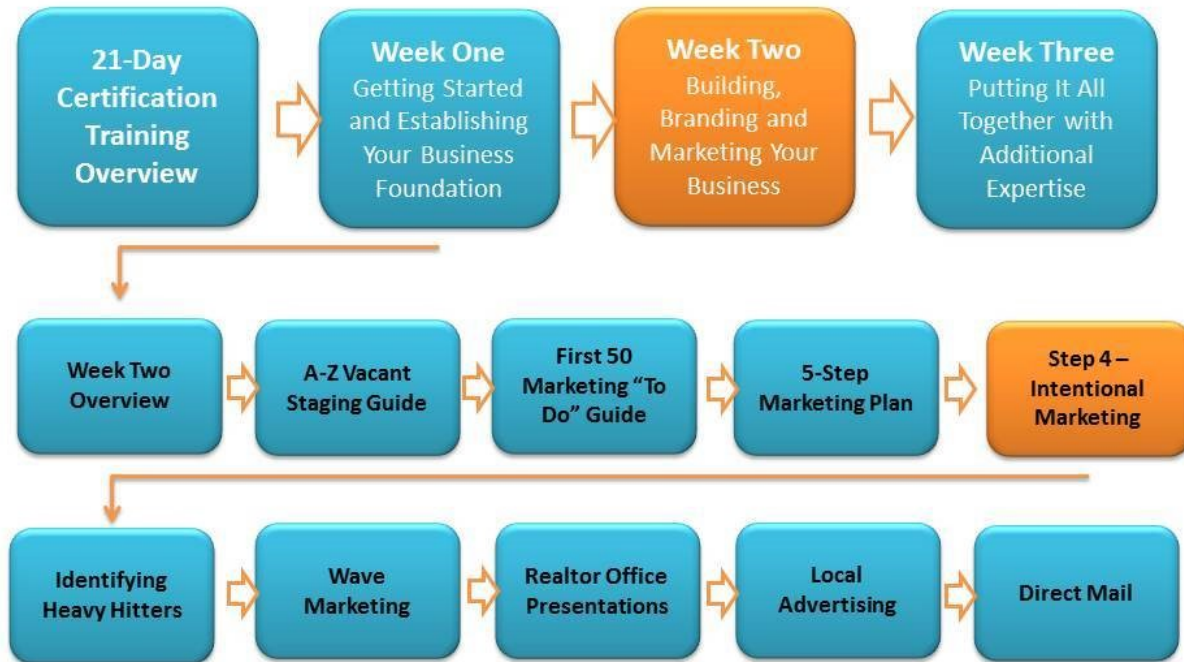 21-Day
Certification
Training
Overview
Week One
Getting Started
and Establishing
Your Business
Foundation
Week Two
Building,
Branding and
Marketing Your
Business
Week Three
Putting It All
Together with
Additional
Expertise
Week Two
Overview
A-Z Vacant
Staging Guide
First 50
Marketing “To
Do” Guide
5-Step
Marketing Plan
Step 4 –
Intentional
Marketing
Identifying
Heavy Hitters
Wave
Marketing
Realtor Office
Presentations
Local
Advertising
Direct Mail